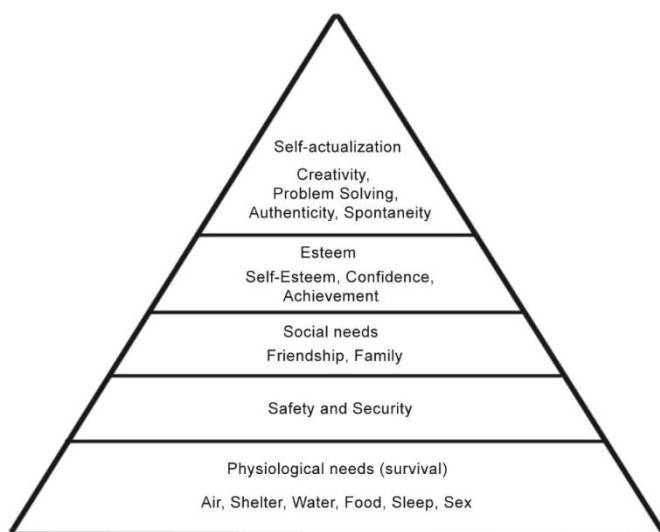 Self-actualization
Creativity,
Problem Solving,
Authenticity, Spontaneity
Esteem
Self-Esteem, Confidence,
Achievement
Social needs
Friendship, Family
Safety and Security
Physiological needs (survival)
Air, Shelter, Water, Food, Sleep, Sex